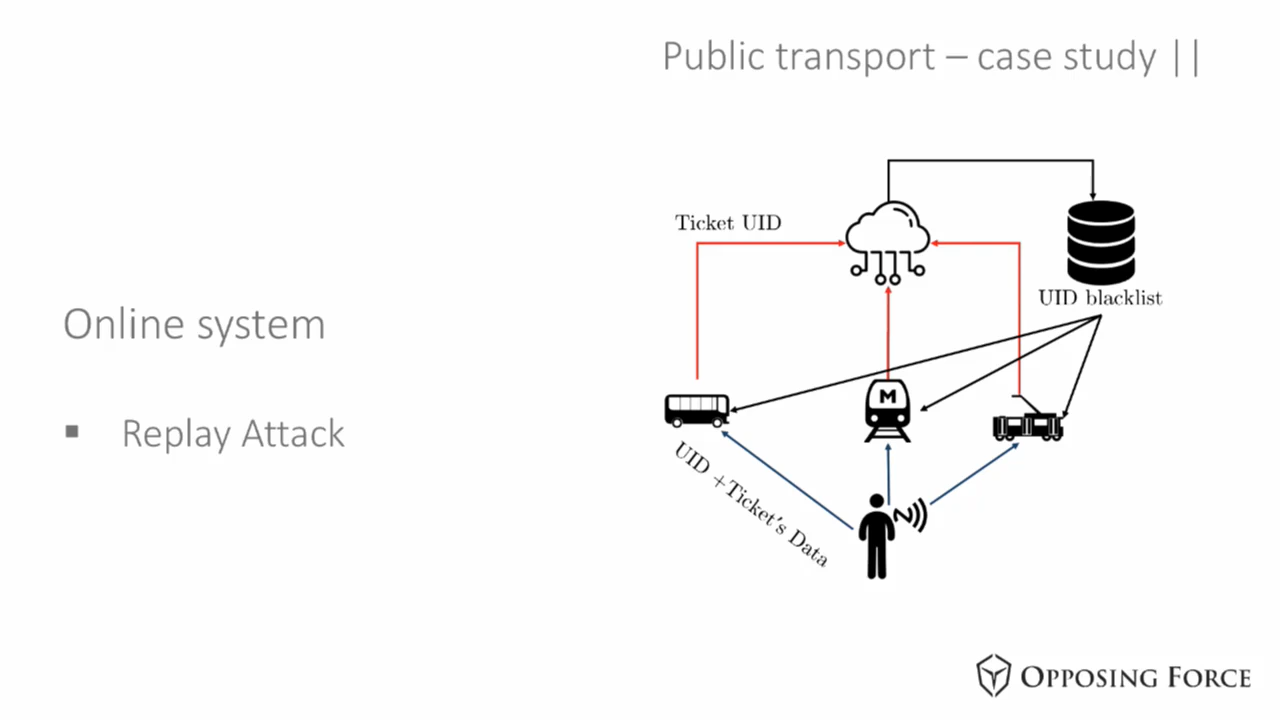 Public transport – case study ||
Ticket UID
UID blacklist
Online system
▪ Replay Attack
M
UID +Ticket's Data
OPPOSING FORCE